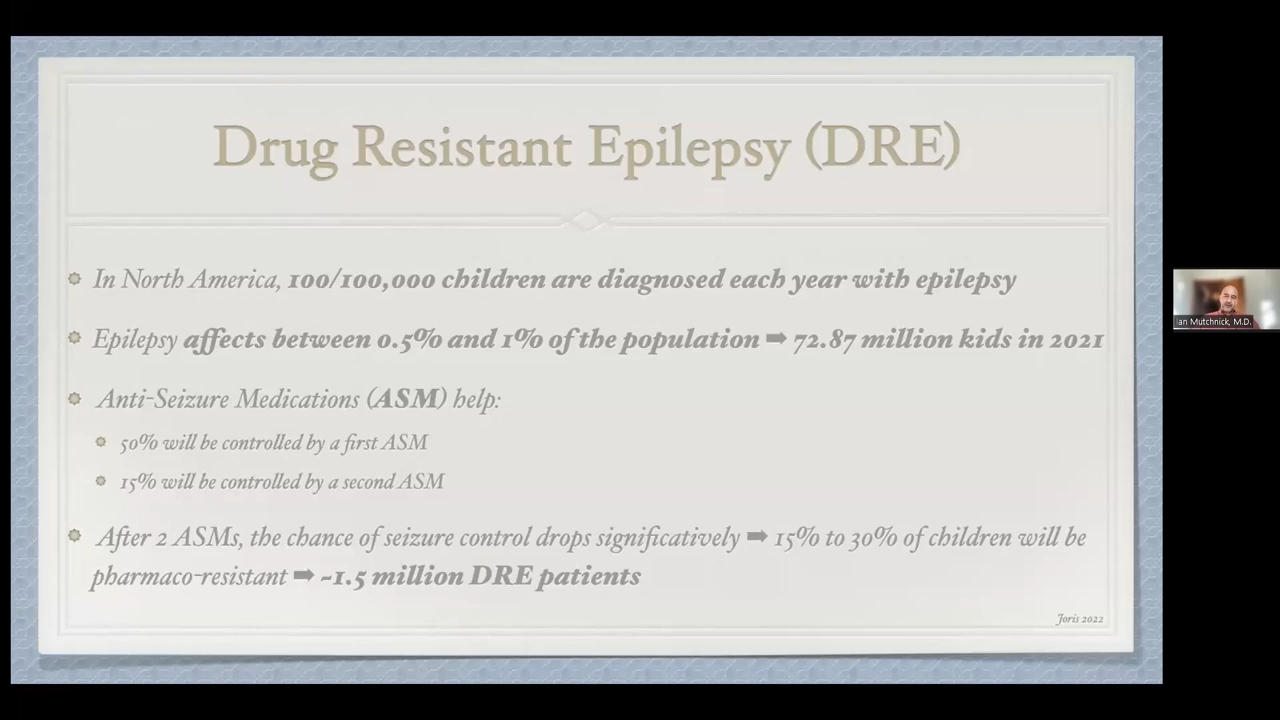 Drug Resistant Epilepsy (DRE)
In North America, 100/100,000 children are diagnosed each year with epilepsy
Epilepsy affects between 0.5% and 1% of the population ➡ 72.87 million kids in 2021
Anti-Seizure Medications (ASM) help:
50% will be controlled by a first ASM
15% will be controlled by a second ASM
After 2 ASMs, the chance of seizure control drops significatively ➡ 15% to 30% of children will be
pharmaco-resistant ➡ ~1.5 million DRE patients
Joris 2022
Ian Mutchnick, M.D.